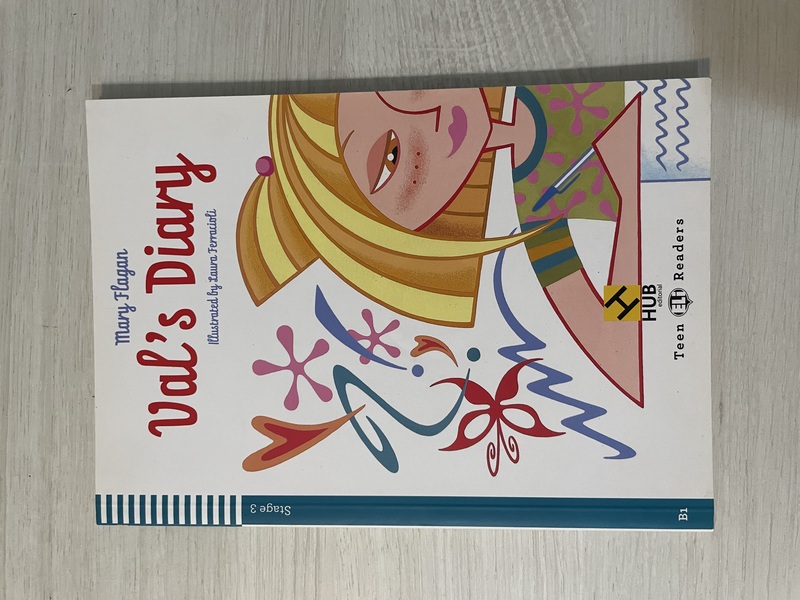 Mary Flagan
Val's Diary
Illustrated by Laura Ferracioli
Stage 3
H
HUB
editorial
Teen ELI Readers
B1